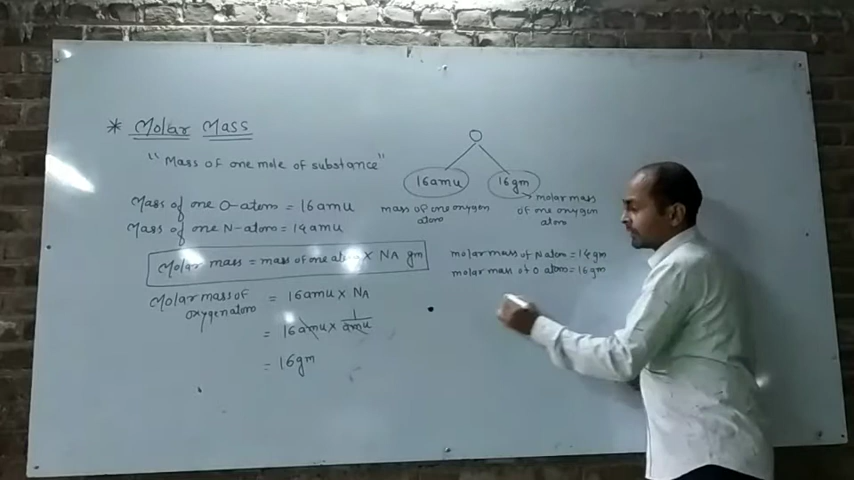 * Molar Mass
"Mass of one mole of substance"
Mass of one O-atom = 16amu
Mass of one N-atom = 14amu
Molar mass = mass of one atom × NA gm
Molar mass of oxygen atom = 16amu × NA
= 16amu × 1/amu
= 16gm
O
16amu
16gm
mass of one oxygen atom
molar mass of one oxygen atom
molar mass of N atom = 14gm
molar mass of O atom = 16gm